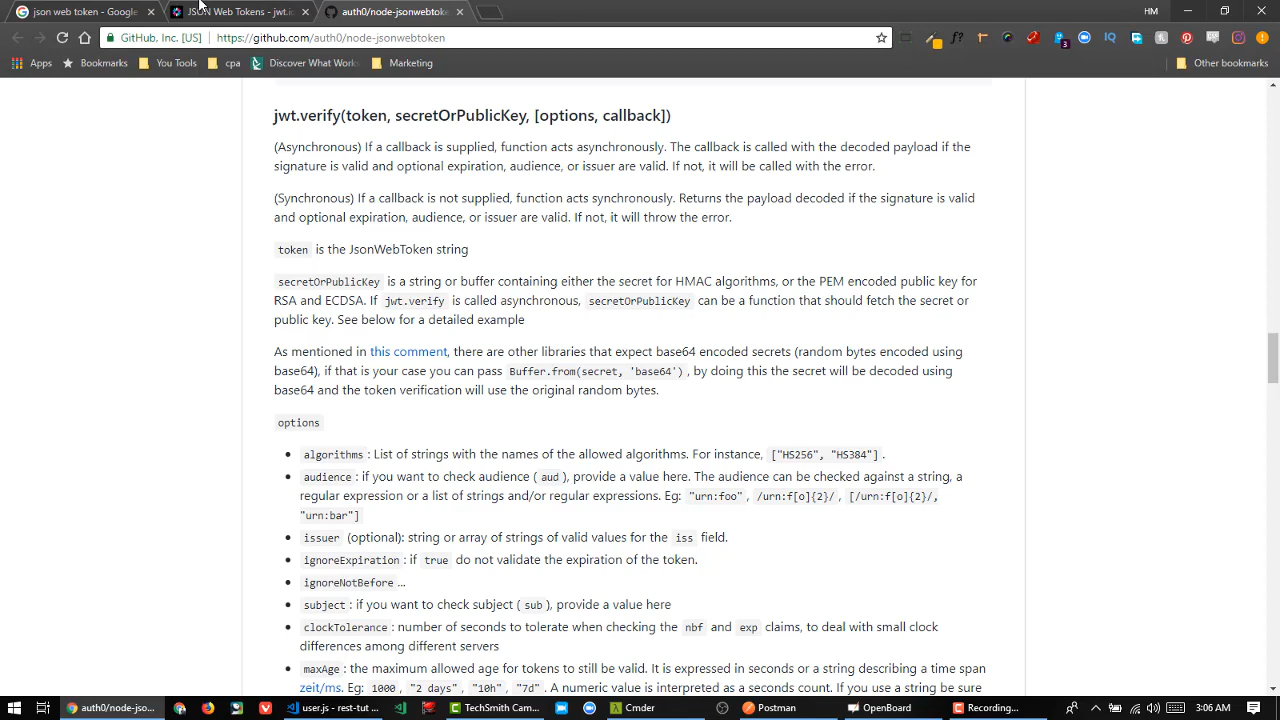 json web token - Google
JSON Web Tokens - jwt.io
auth0/node-jsonwebtoke
HM
GitHub, Inc. [US]
https://github.com/auth0/node-jsonwebtoken
f?
IQ
3
Apps
Bookmarks
You Tools
cpa
Discover What Works
Marketing
Other bookmarks
jwt.verify(token, secretOrPublicKey, [options, callback])
(Asynchronous) If a callback is supplied, function acts asynchronously. The callback is called with the decoded payload if the
signature is valid and optional expiration, audience, or issuer are valid. If not, it will be called with the error.
(Synchronous) If a callback is not supplied, function acts synchronously. Returns the payload decoded if the signature is valid
and optional expiration, audience, or issuer are valid. If not, it will throw the error.
token is the JsonWebToken string
secretOrPublicKey is a string or buffer containing either the secret for HMAC algorithms, or the PEM encoded public key for
RSA and ECDSA. If jwt.verify is called asynchronous, secretOrPublicKey can be a function that should fetch the secret or
public key. See below for a detailed example
As mentioned in this comment, there are other libraries that expect base64 encoded secrets (random bytes encoded using
base64), if that is your case you can pass Buffer.from(secret, 'base64'), by doing this the secret will be decoded using
base64 and the token verification will use the original random bytes.
options
algorithms: List of strings with the names of the allowed algorithms. For instance, ["HS256", "HS384"].
audience: if you want to check audience (aud), provide a value here. The audience can be checked against a string, a
regular expression or a list of strings and/or regular expressions. Eg: "urn:foo", /urn:f[o]{2}/, [/urn:f[o]{2}/,
"urn:bar"]
issuer (optional): string or array of strings of valid values for the iss field.
ignoreExpiration: if true do not validate the expiration of the token.
ignoreNotBefore...
subject: if you want to check subject (sub), provide a value here
clockTolerance: number of seconds to tolerate when checking the nbf and exp claims, to deal with small clock
differences among different servers
maxAge: the maximum allowed age for tokens to still be valid. It is expressed in seconds or a string describing a time span
zeit/ms. Eg: 1000, "2 days", "10h", "7d". A numeric value is interpreted as a seconds count. If you use a string be sure
auth0/node-jso...
user.js - rest-tut ...
TechSmith Cam...
Cmder
Postman
OpenBoard
Recording...
3:06 AM